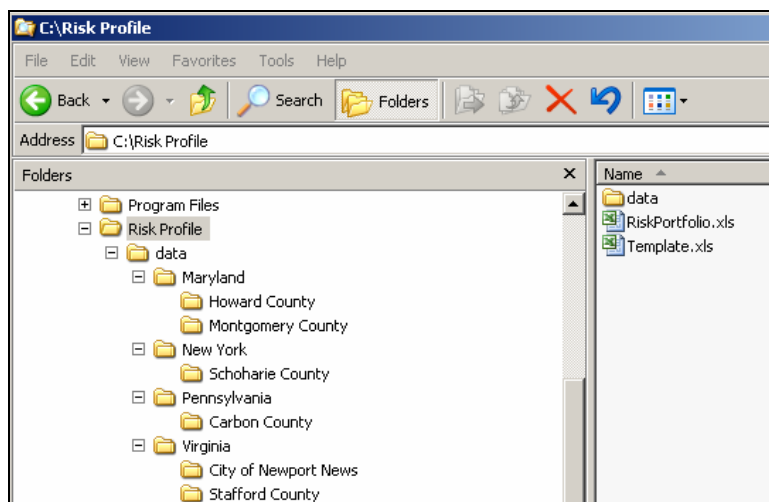 C:\Risk Profile
File Edit View Favorites Tools Help
Back Search Folders
Address C:\Risk Profile
Folders
Program Files
Risk Profile
data
Maryland
Howard County
Montgomery County
New York
Schoharie County
Pennsylvania
Carbon County
Virginia
City of Newport News
Stafford County
Name
data
RiskPortfolio.xls
Template.xls